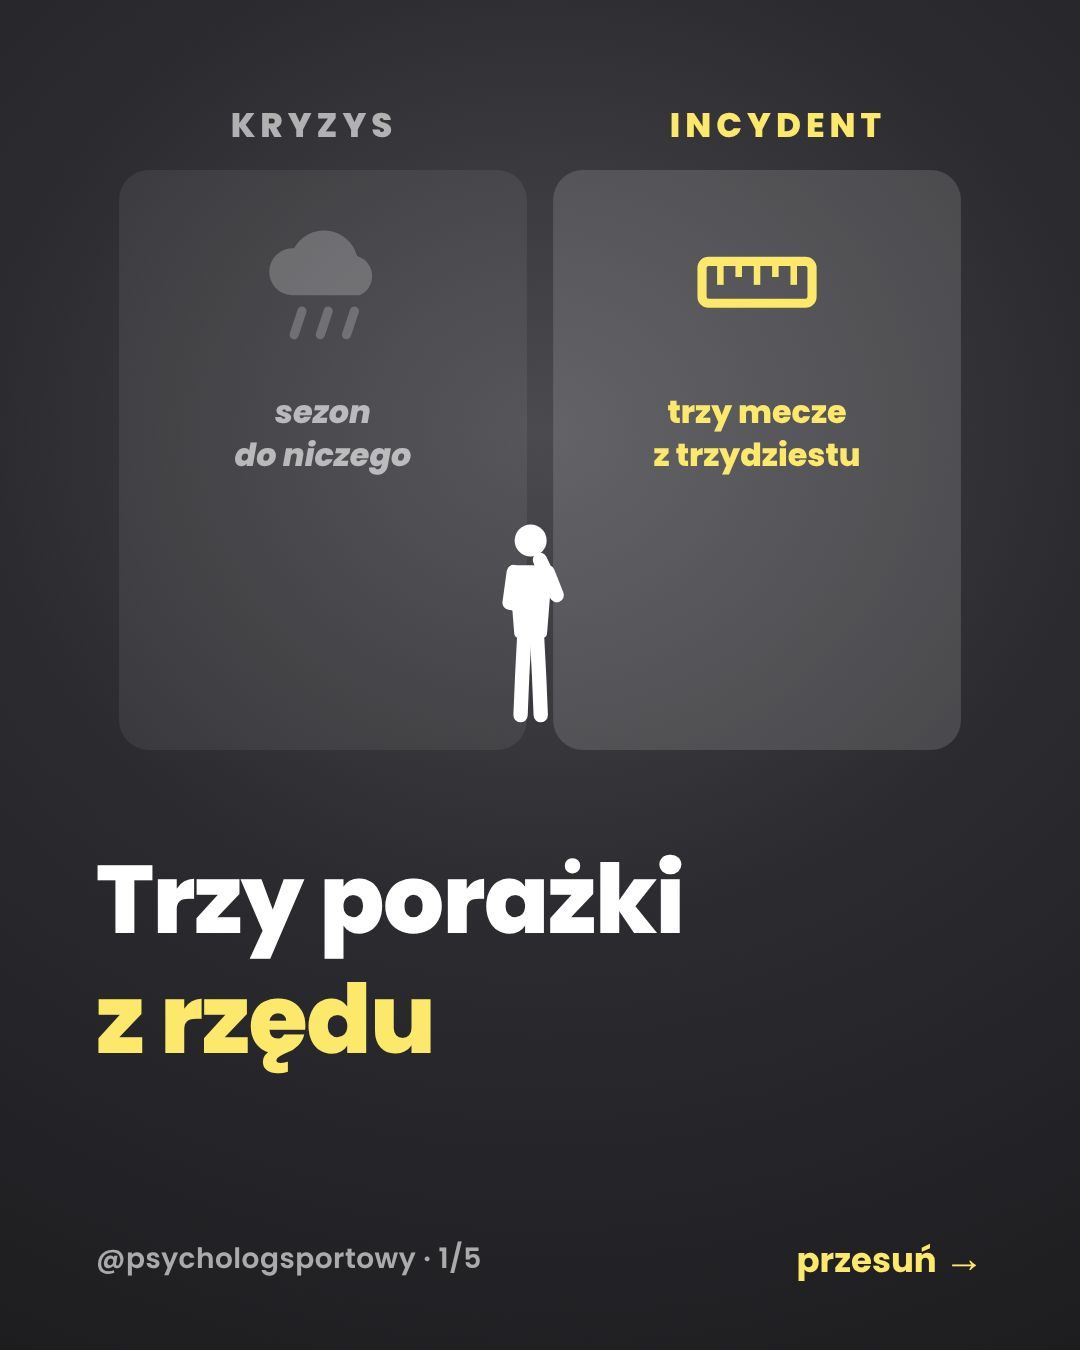 KRYZYS
INCYDENT
sezon
do niczego
trzy mecze
z trzydziestu
Trzy porażki
z rzędu
@psychologsportowy · 1/5
przesuń →